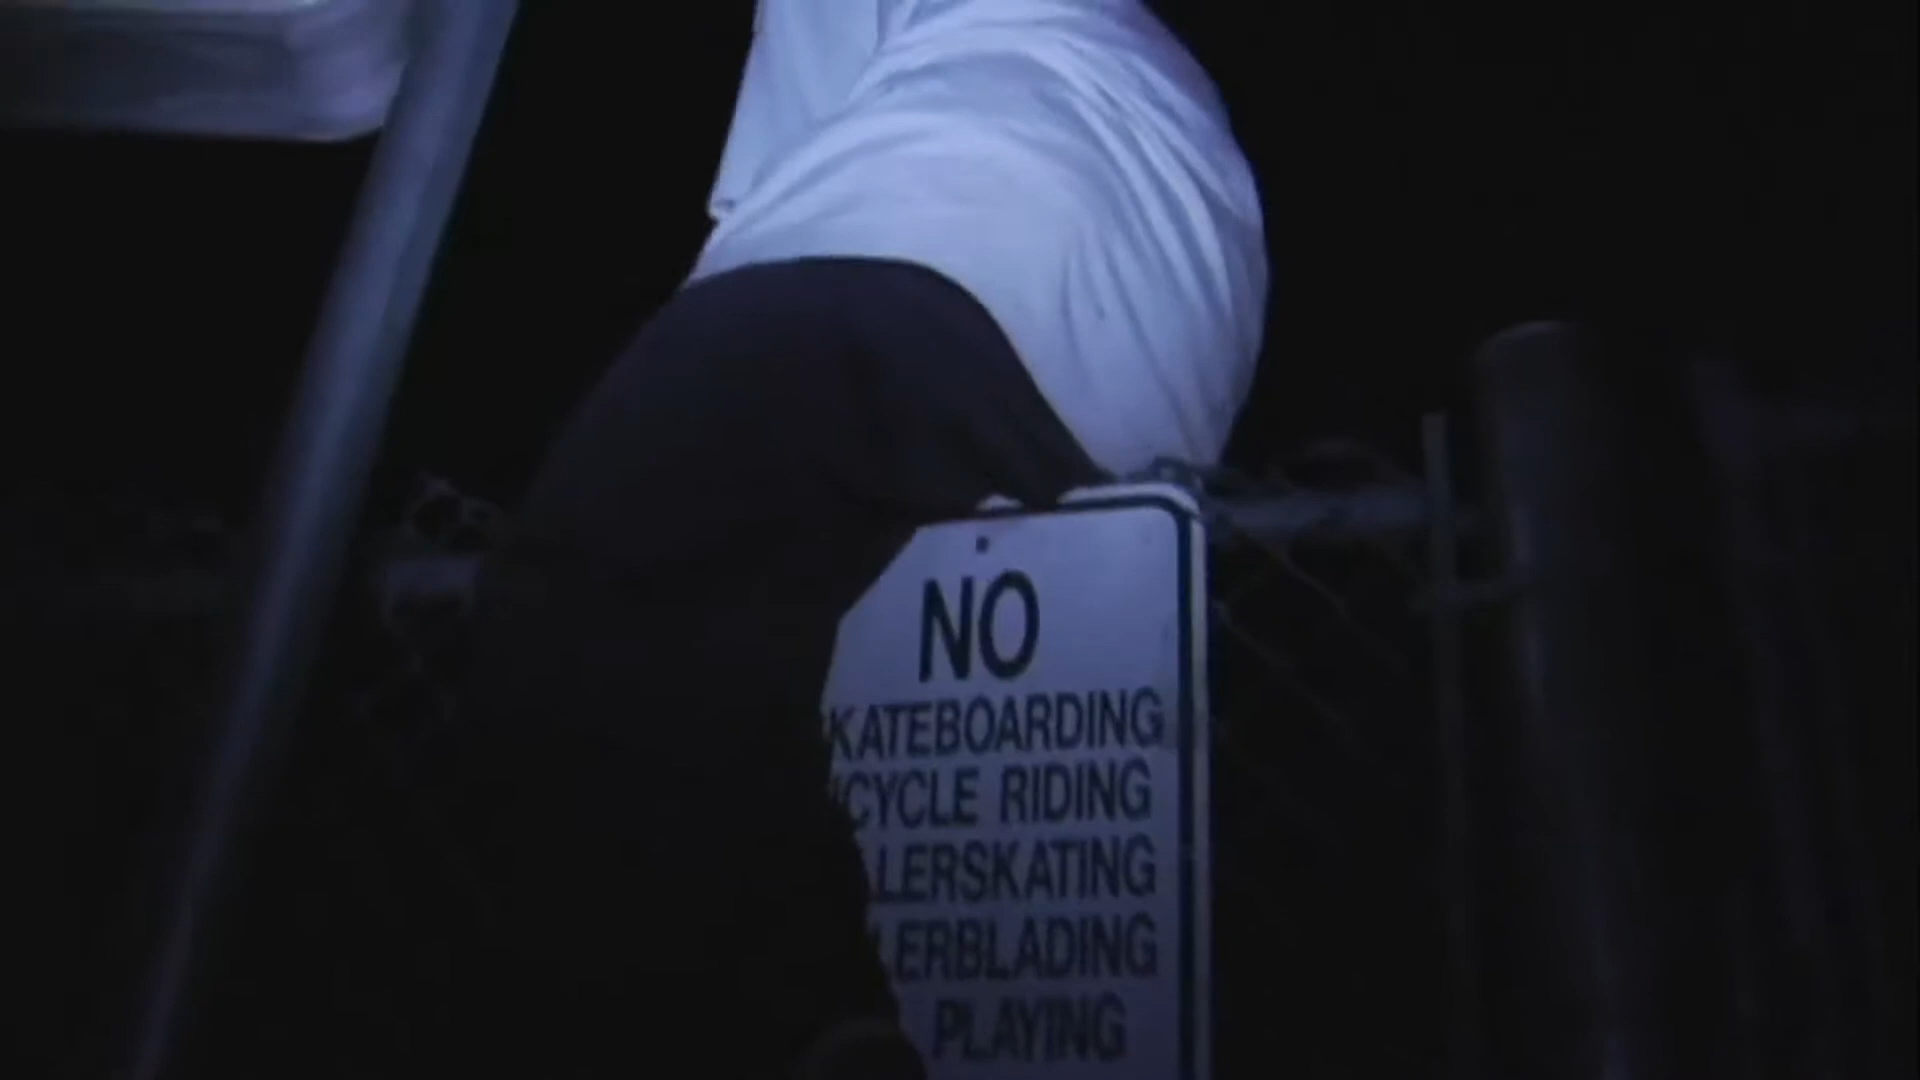 NO
KATEBOARDING
CYCLE RIDING
LERSKATING
LERBLADING
PLAYING